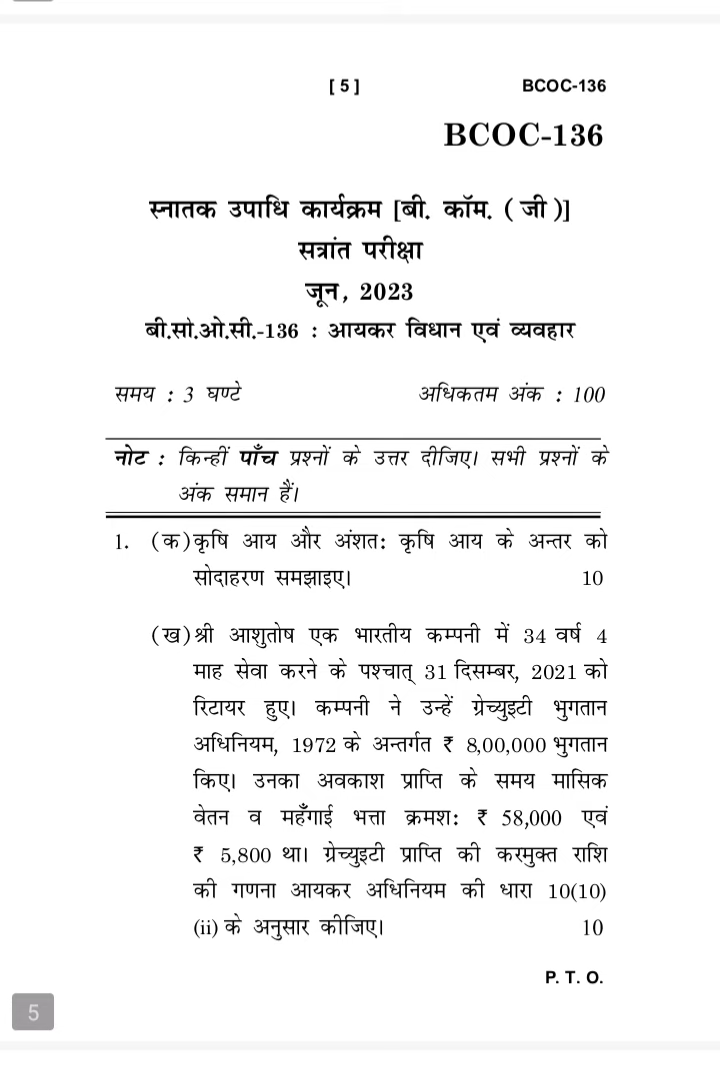 [ 5 ] BCOC-136
BCOC-136
स्नातक उपाधि कार्यक्रम [बी. कॉम. ( जी )]
सत्रांत परीक्षा
जून, 2023
बी.सो.ओ.सी.-136 : आयकर विधान एवं व्यवहार
समय : 3 घण्टे अधिकतम अंक : 100
नोट : किन्हीं पाँच प्रश्नों के उत्तर दीजिए। सभी प्रश्नों के
अंक समान हैं।
1. (क) कृषि आय और अंशतः कृषि आय के अन्तर को
सोदाहरण समझाइए। 10
(ख) श्री आशुतोष एक भारतीय कम्पनी में 34 वर्ष 4
माह सेवा करने के पश्चात् 31 दिसम्बर, 2021 को
रिटायर हुए। कम्पनी ने उन्हें ग्रेच्युइटी भुगतान
अधिनियम, 1972 के अन्तर्गत ₹ 8,00,000 भुगतान
किए। उनका अवकाश प्राप्ति के समय मासिक
वेतन व महँगाई भत्ता क्रमशः ₹ 58,000 एवं
₹ 5,800 था। ग्रेच्युइटी प्राप्ति की करमुक्त राशि
की गणना आयकर अधिनियम की धारा 10(10)
(ii) के अनुसार कीजिए। 10
P. T. O.
5